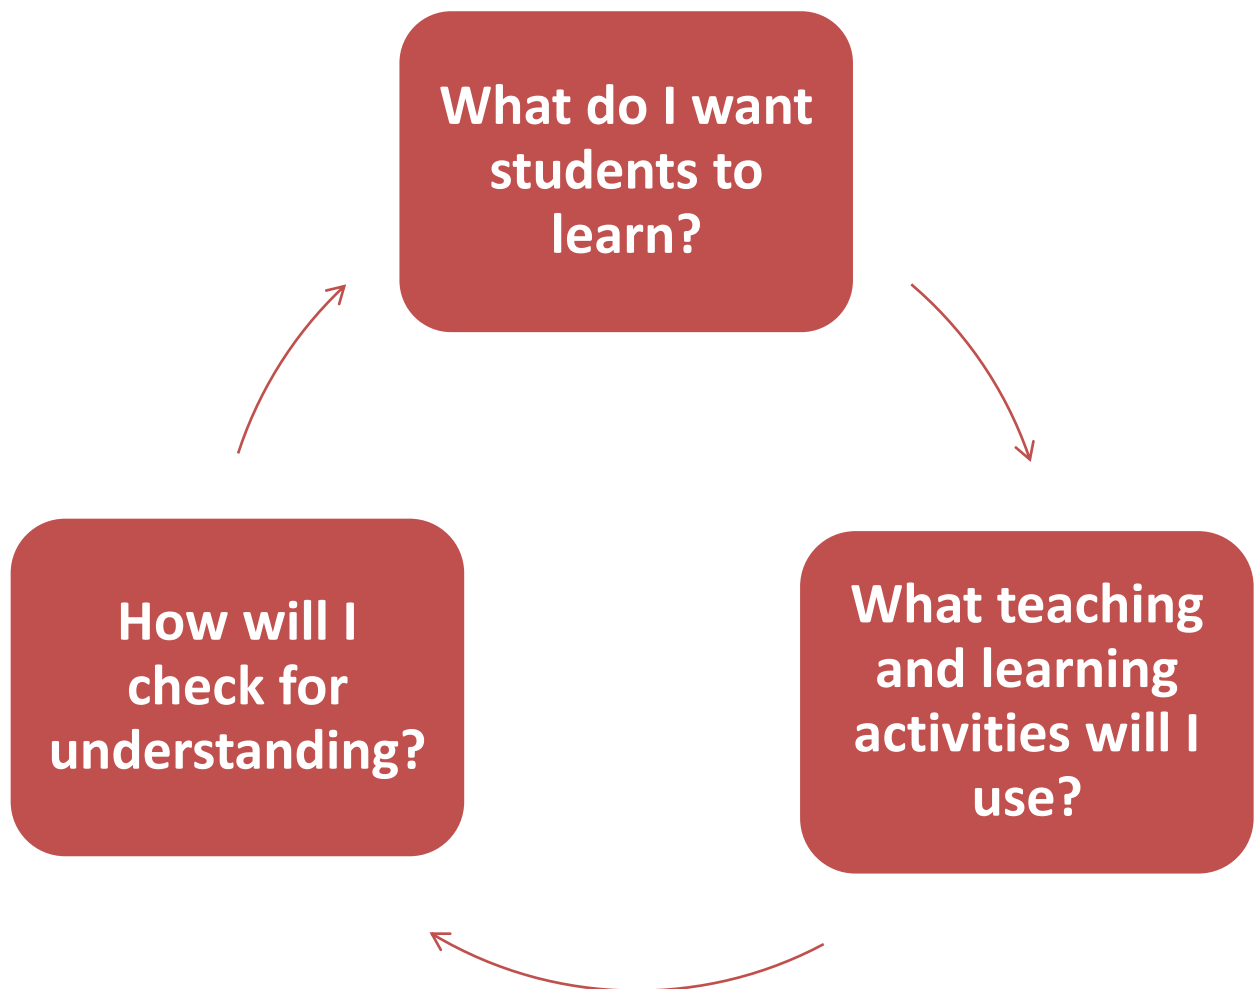 What do I want
students to
learn?
What teaching
and learning
activities will I
use?
How will I
check for
understanding?